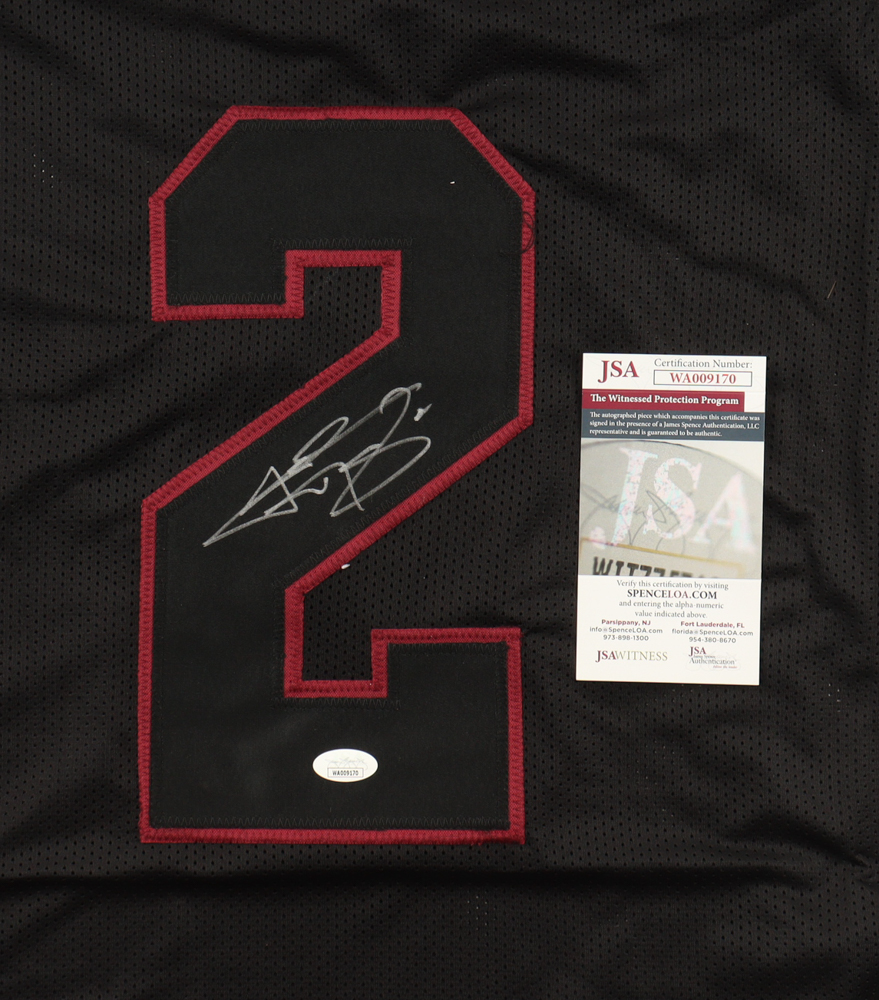 2
JSA
Certification Number:
WA009170
The Witnessed Protection Program
The autographed piece which accompanies this certificate was
signed in the presence of a James Spence Authentication, LLC
representative and is guaranteed to be authentic.
JSA
Verify this certification by visiting
SPENCELOA.COM
and entering the alpha-numeric
value indicated above.
Parsippany, NJ
info@SpenceLOA.com
973-898-1300
Fort Lauderdale, FL
florida@SpenceLOA.com
954-380-8670
JSAWITNESS
JSA
Authentication
WA009170